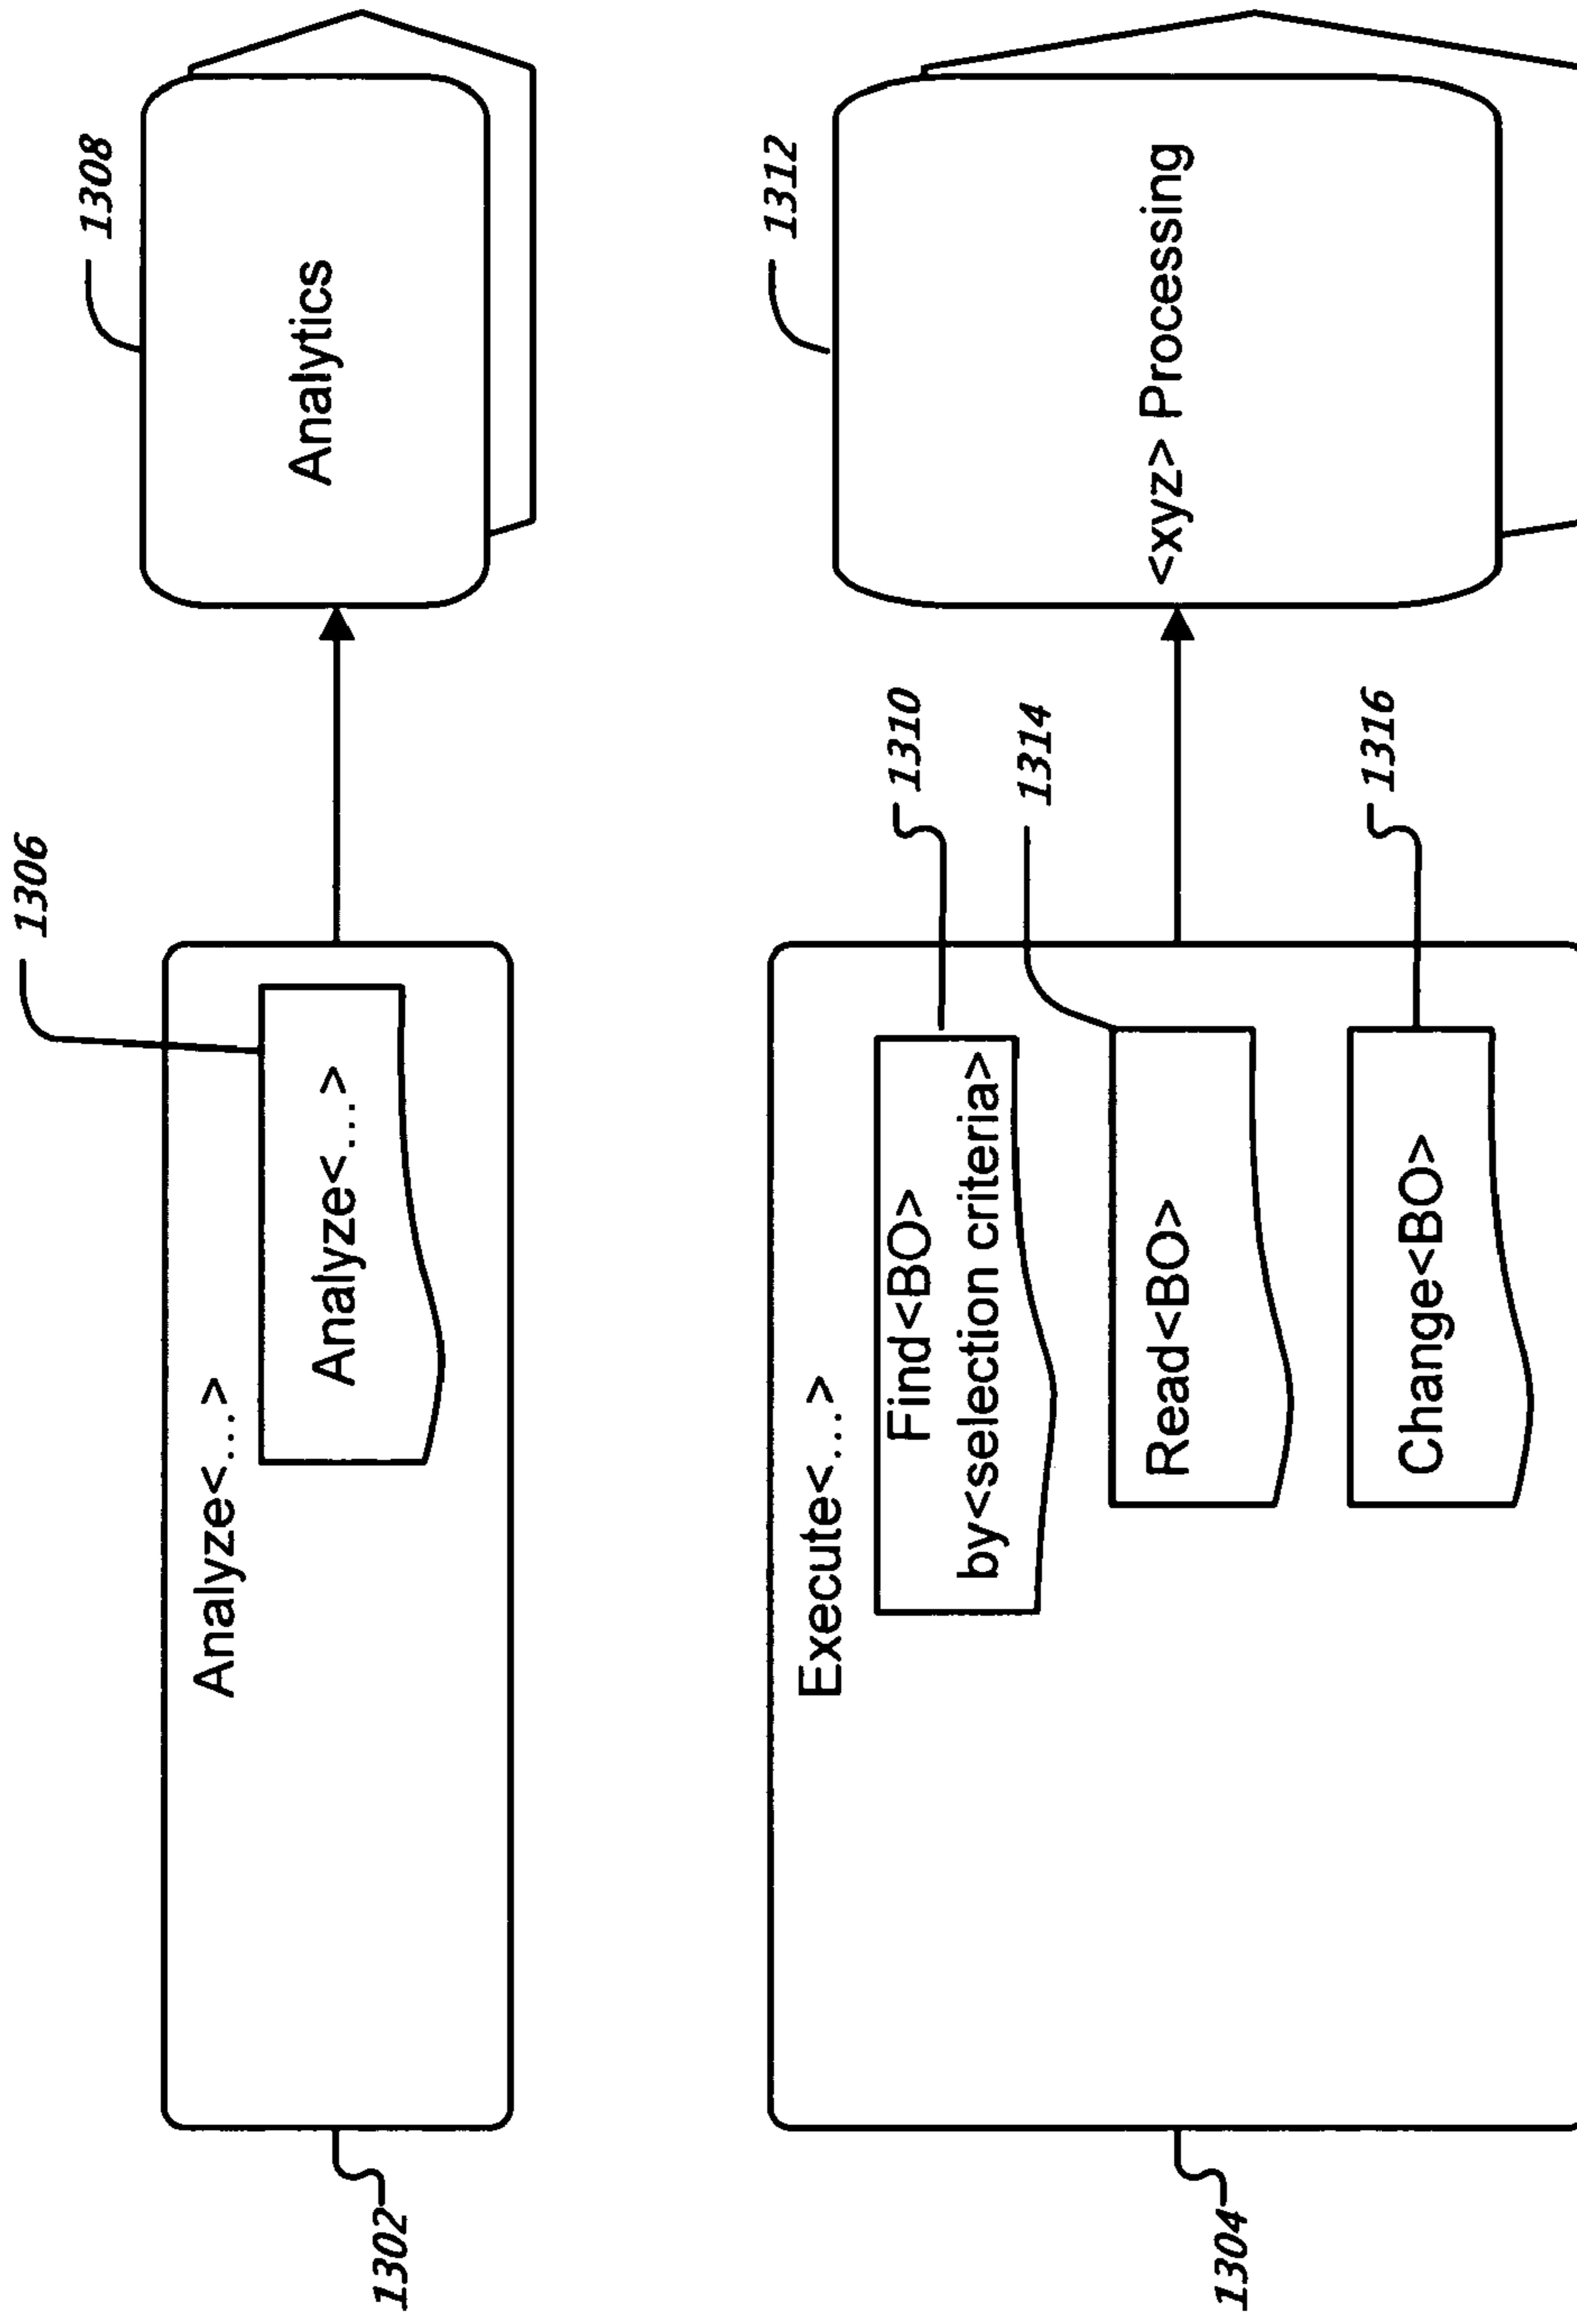 1306
1308
Analyze<...>
Analyze<...>
Analytics
1302
1310
1314
1312
Execute<...>
Find<BO>
by<selection criteria>
<xyz> Processing
Read<BO>
1316
Change<BO>
1304